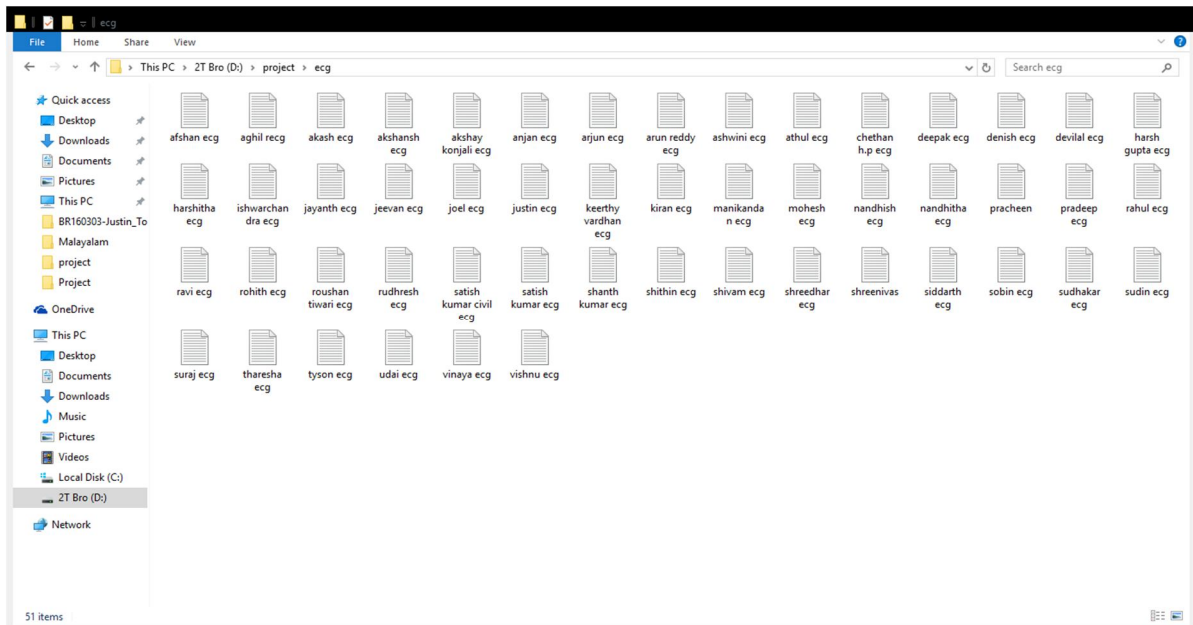 ecg
File Home Share View
This PC > 2T Bro (D:) > project > ecg
Search ecg
Quick access
Desktop
Downloads
Documents
Pictures
This PC
BR160303-Justin_To
Malayalam
project
Project
OneDrive
This PC
Desktop
Documents
Downloads
Music
Pictures
Videos
Local Disk (C:)
2T Bro (D:)
Network
afshan ecg
aghil recg
akash ecg
akshansh
ecg
akshay
konjali ecg
anjan ecg
arjun ecg
arun reddy
ecg
ashwini ecg
athul ecg
chethan
h.p ecg
deepak ecg
denish ecg
devilal ecg
harsh
gupta ecg
harshitha
ecg
ishwarchan
dra ecg
jayanth ecg
jeevan ecg
joel ecg
justin ecg
keerthy
vardhan
ecg
kiran ecg
manikanda
n ecg
mohesh
ecg
nandhish
ecg
nandhitha
ecg
pracheen
pradeep
ecg
rahul ecg
ravi ecg
rohith ecg
roushan
tiwari ecg
rudhresh
ecg
satish
kumar civil
ecg
satish
kumar ecg
shanth
kumar ecg
shithin ecg
shivam ecg
shreedhar
ecg
shreenivas
siddarth
ecg
sobin ecg
sudhakar
ecg
sudin ecg
suraj ecg
tharesha
ecg
tyson ecg
udai ecg
vinaya ecg
vishnu ecg
51 items